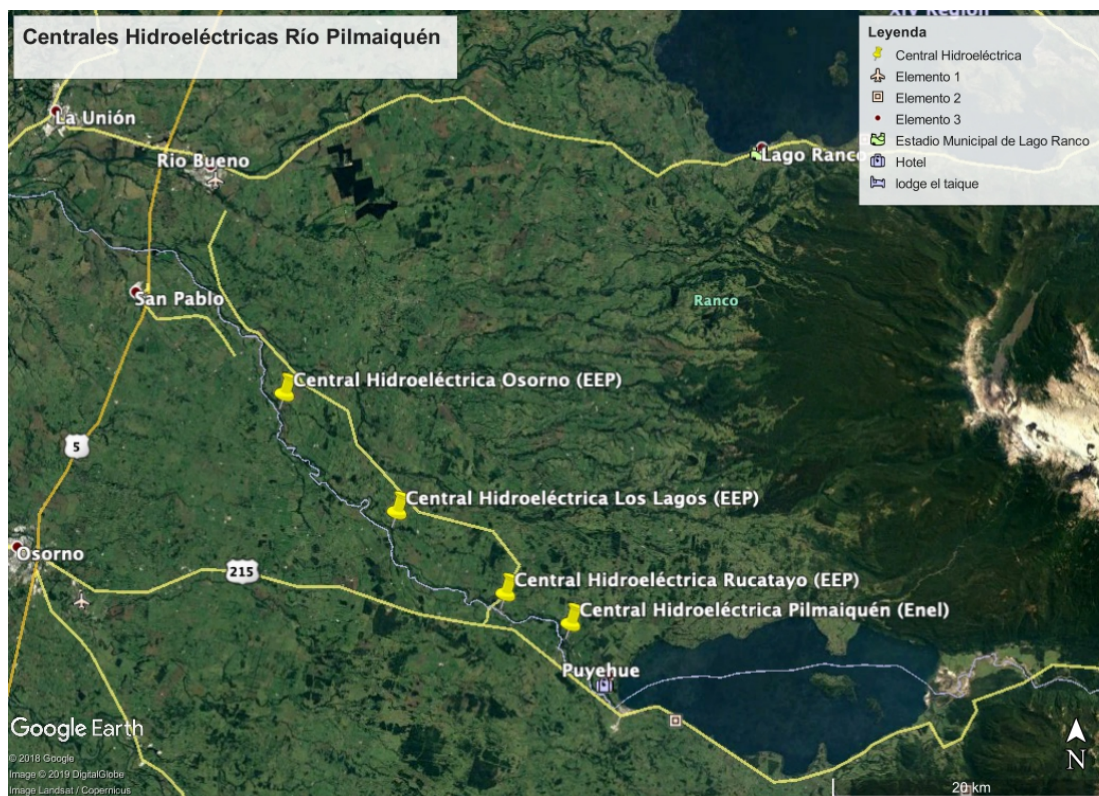 Centrales Hidroeléctricas Río Pilmaiquén
XIV Región
Leyenda
Central Hidroeléctrica
Elemento 1
Elemento 2
Elemento 3
Estadio Municipal de Lago Ranco
Hotel
lodge el taique
La Unión
Río Bueno
Lago Ranco
San Pablo
Ranco
Central Hidroeléctrica Osorno (EEP)
5
Central Hidroeléctrica Los Lagos (EEP)
Osorno
215
Central Hidroeléctrica Rucatayo (EEP)
Central Hidroeléctrica Pilmaiquén (Enel)
Puyehue
Google Earth
© 2018 Google
Image © 2019 DigitalGlobe
Image Landsat / Copernicus
N
20 km